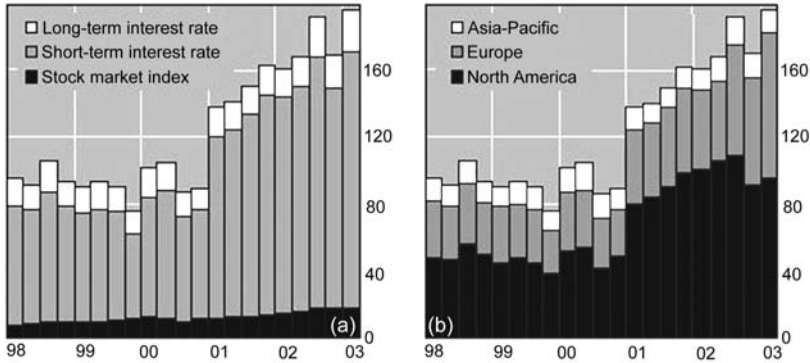 Long-term interest rate
Short-term interest rate
Stock market index
160
120
80
40
0
(a)
98 99 00 01 02 03
Asia-Pacific
Europe
North America
160
120
80
40
0
(b)
98 99 00 01 02 03